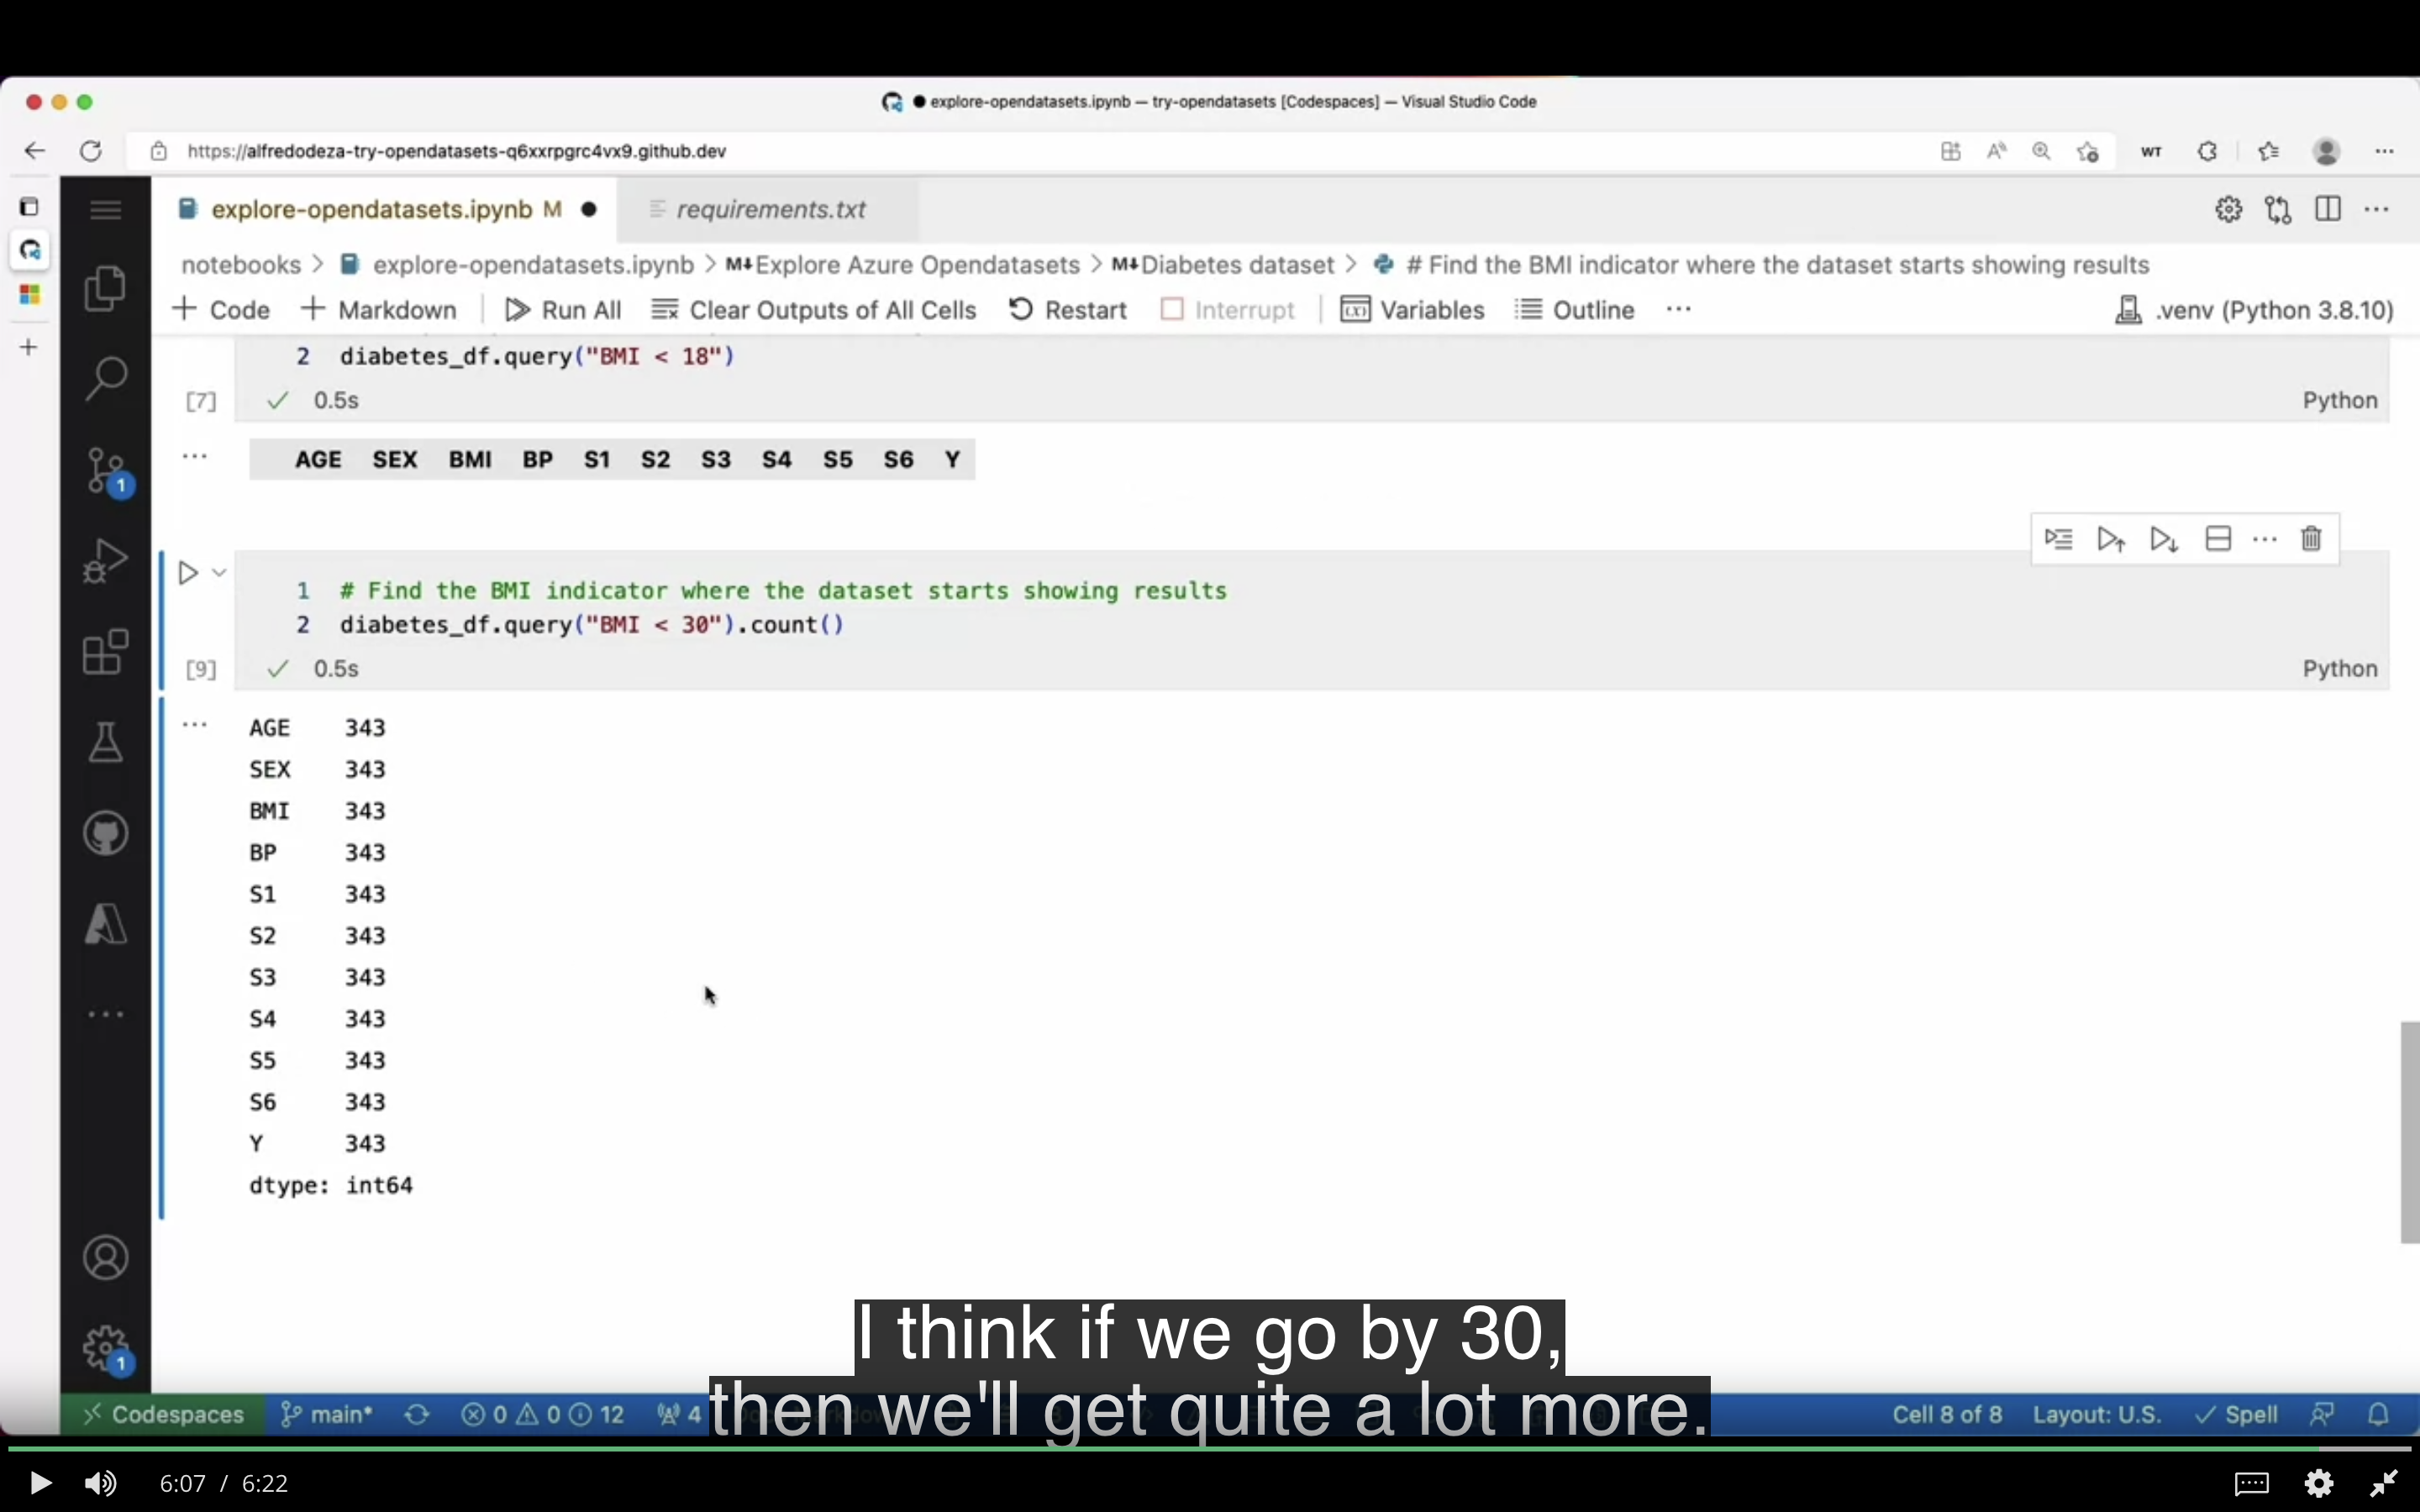 explore-opendatasets.ipynb — try-opendatasets [Codespaces] — Visual Studio Code
https://alfredodeza-try-opendatasets-q6xxrpgrc4vx9.github.dev
WT
explore-opendatasets.ipynb M
requirements.txt
notebooks > explore-opendatasets.ipynb > M↓Explore Azure Opendatasets > M↓Diabetes dataset > # Find the BMI indicator where the dataset starts showing results
+ Code + Markdown Run All Clear Outputs of All Cells Restart Interrupt (x) Variables Outline ··· .venv (Python 3.8.10)
2 diabetes_df.query("BMI < 18")
[7] ✓ 0.5s Python
AGE SEX BMI BP S1 S2 S3 S4 S5 S6 Y
1 # Find the BMI indicator where the dataset starts showing results
2 diabetes_df.query("BMI < 30").count()
[9] ✓ 0.5s Python
AGE 343
SEX 343
BMI 343
BP 343
S1 343
S2 343
S3 343
S4 343
S5 343
S6 343
Y 343
dtype: int64
1
1
I think if we go by 30,
then we'll get quite a lot more.
Codespaces main* 0 0 12 4 Cell 8 of 8 Layout: U.S. ✓ Spell
6:07 / 6:22